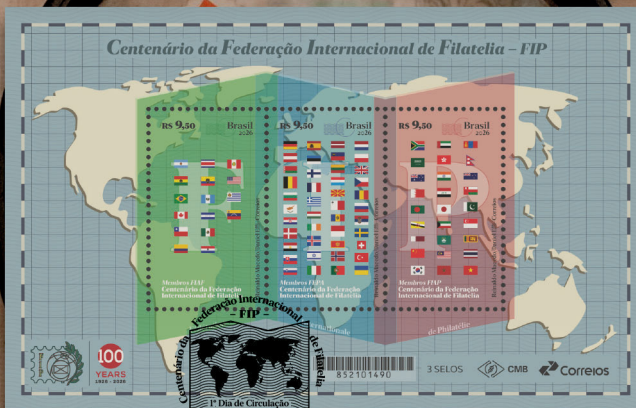 Centenário da Federação Internacional de Filatelia – FIP
R$ 9,50
Brasil
2026
R$ 9,50
Brasil
2026
R$ 9,50
Brasil
2026
Membros FIAF
Centenário da Federação
Internacional de Filatelia
Membros FEPA
Centenário da Federação
Internacional de Filatelia
Membros FIAP
Centenário da Federação
Internacional de Filatelia
de Philatélie
Centenário da Federação Internacional de Filatelia
– FIP
1º Dia de Circulação
100
YEARS
1926 - 2026
852101490
3 SELOS
CMB
Correios